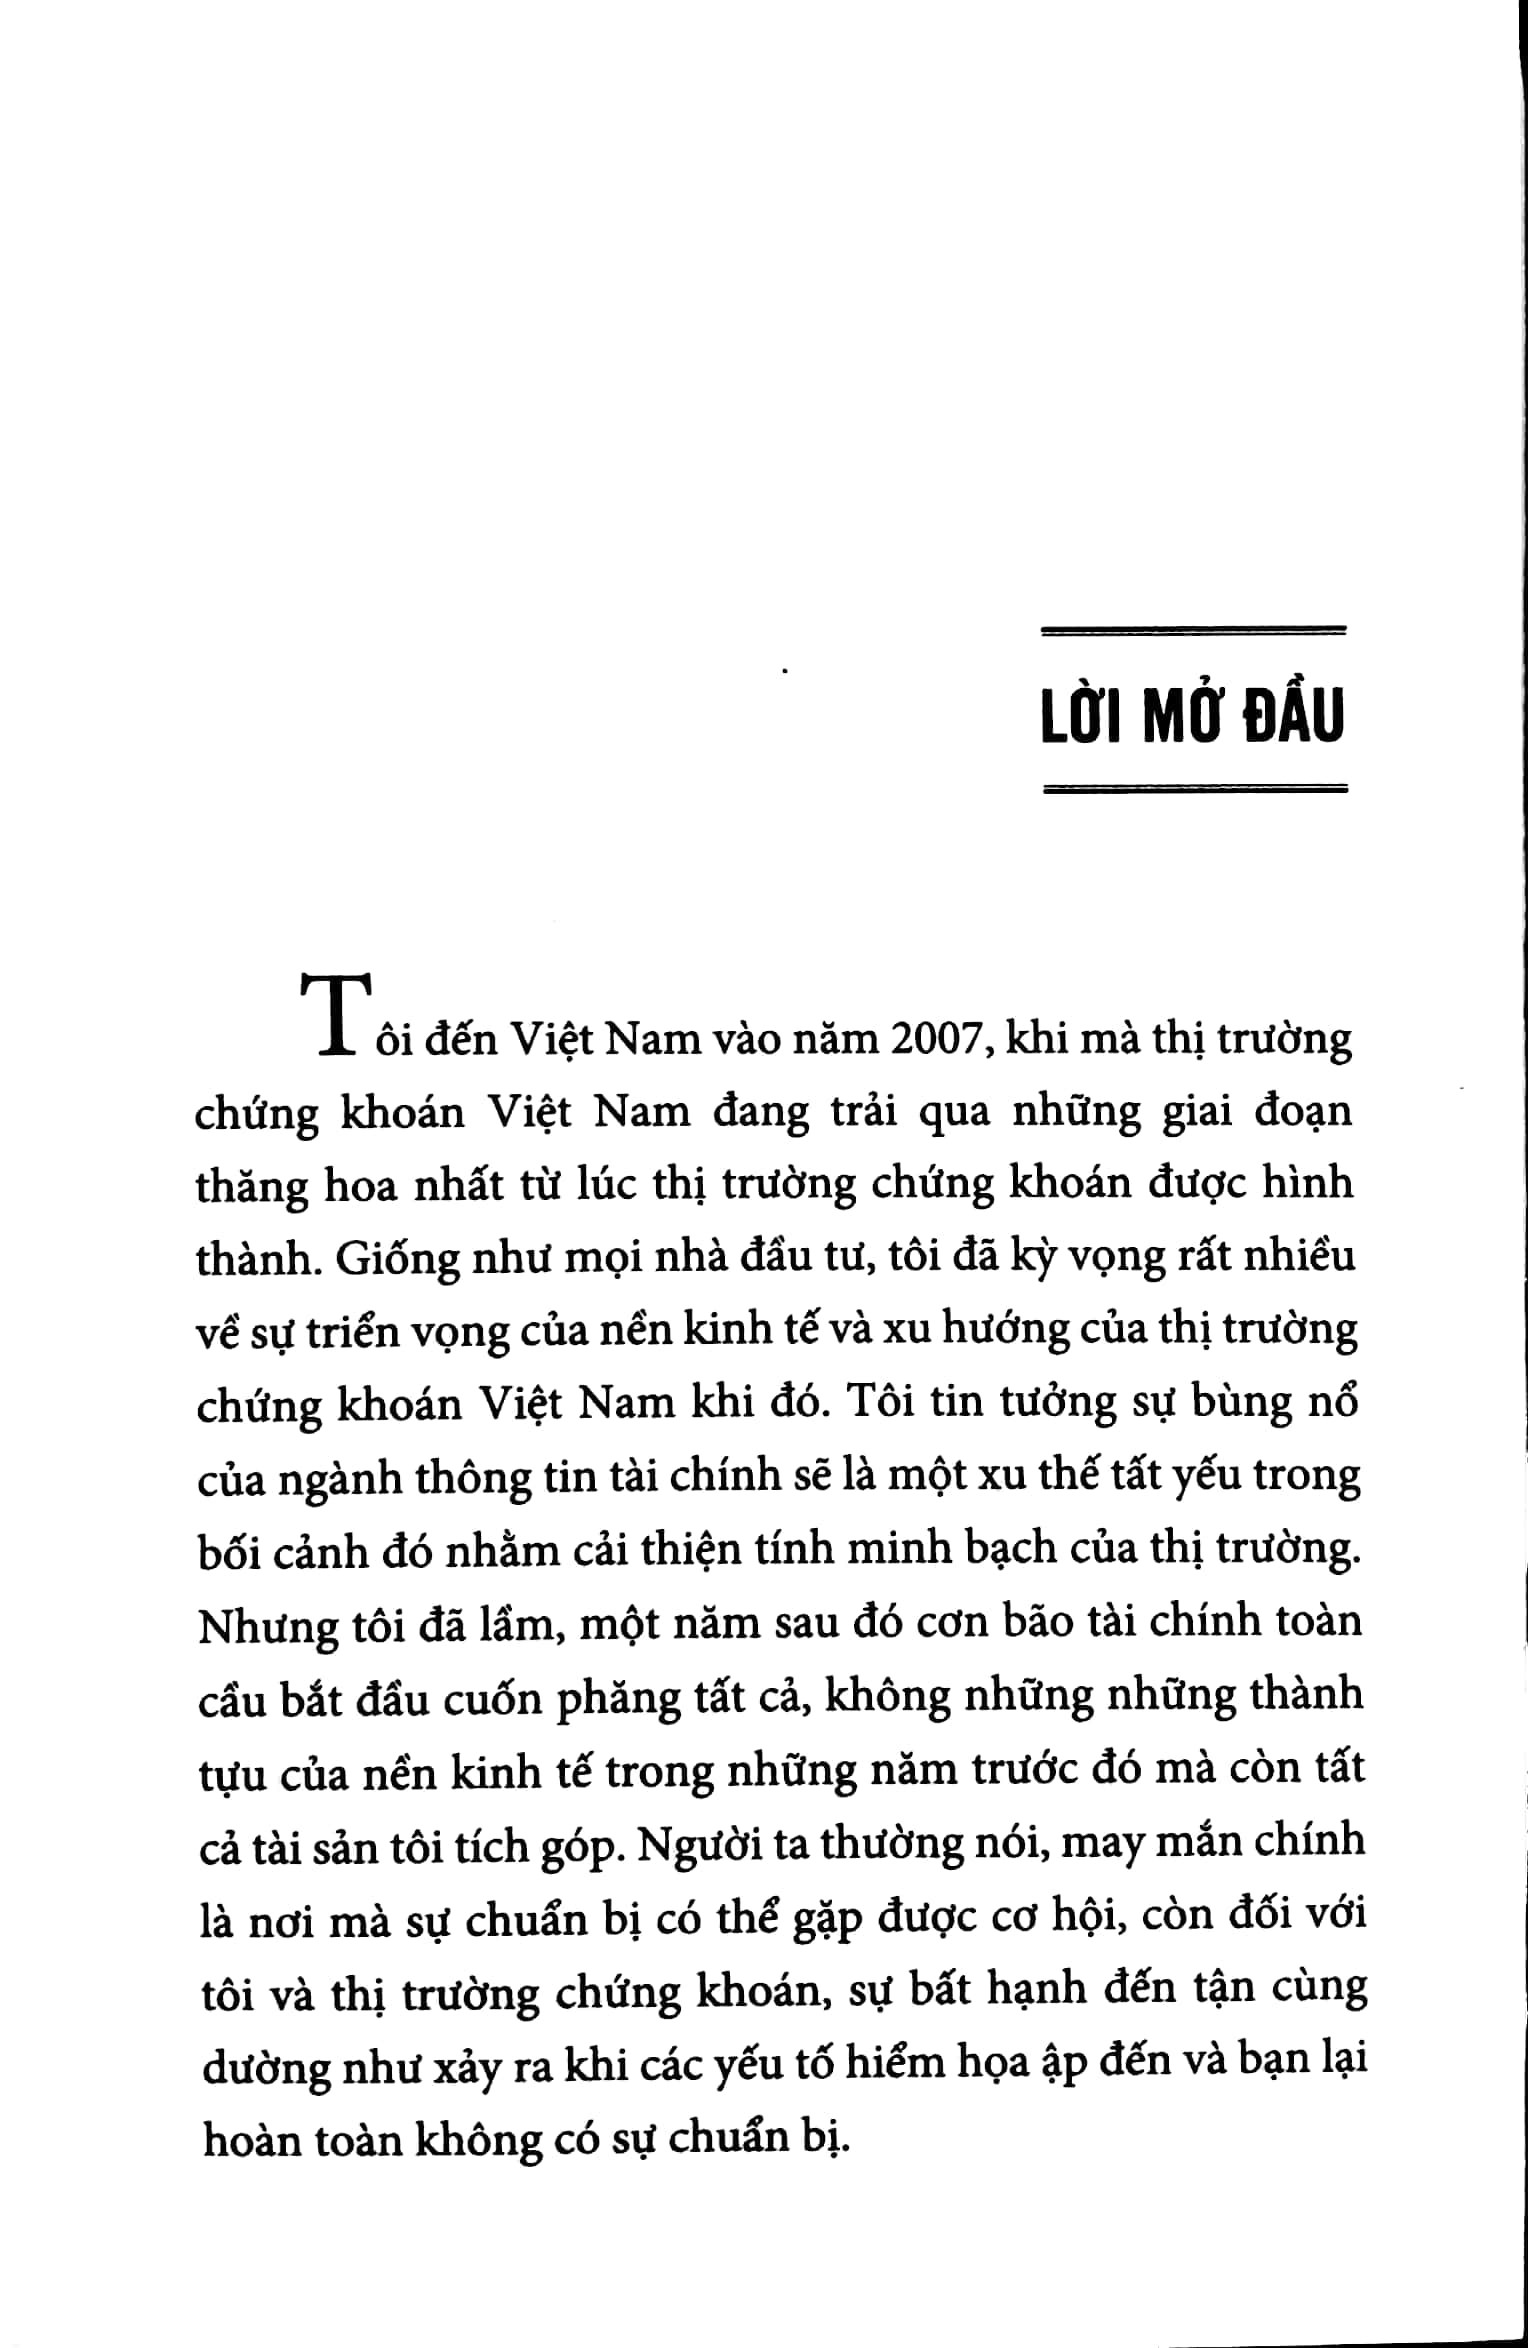 LỜI MỞ ĐẦU
Tôi đến Việt Nam vào năm 2007, khi mà thị trường
chứng khoán Việt Nam đang trải qua những giai đoạn
thăng hoa nhất từ lúc thị trường chứng khoán được hình
thành. Giống như mọi nhà đầu tư, tôi đã kỳ vọng rất nhiều
về sự triển vọng của nền kinh tế và xu hướng của thị trường
chứng khoán Việt Nam khi đó. Tôi tin tưởng sự bùng nổ
của ngành thông tin tài chính sẽ là một xu thế tất yếu trong
bối cảnh đó nhằm cải thiện tính minh bạch của thị trường.
Nhưng tôi đã lầm, một năm sau đó cơn bão tài chính toàn
cầu bắt đầu cuốn phăng tất cả, không những những thành
tựu của nền kinh tế trong những năm trước đó mà còn tất
cả tài sản tôi tích góp. Người ta thường nói, may mắn chính
là nơi mà sự chuẩn bị có thể gặp được cơ hội, còn đối với
tôi và thị trường chứng khoán, sự bất hạnh đến tận cùng
dường như xảy ra khi các yếu tố hiểm họa ập đến và bạn lại
hoàn toàn không có sự chuẩn bị.